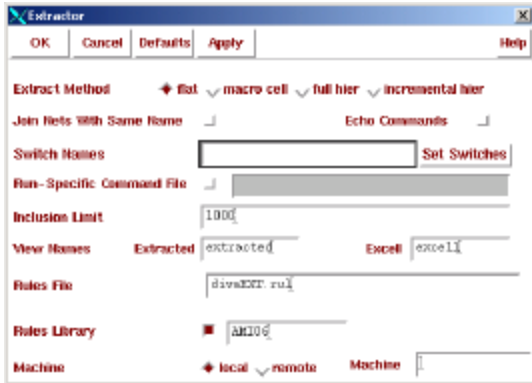 Extractor
OK Cancel Defaults Apply Help
Extract Method flat macro cell full hier incremental hier
Join Nets With Same Name Echo Commands
Switch Names Set Switches
Run-Specific Command File
Inclusion Limit 1000
View Names Extracted extracted Excell excell
Rules File divaEXT.rul
Rules Library AMI06
Machine local remote Machine